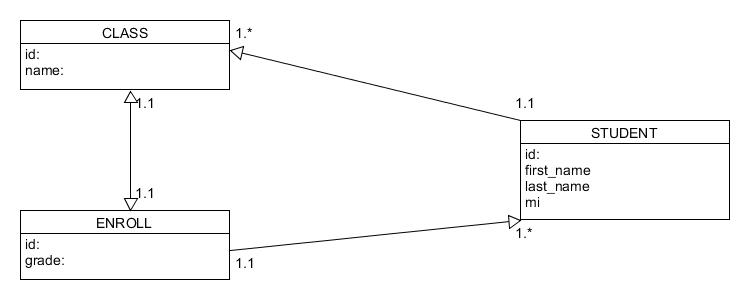 CLASS
id:
name:
1.*
1.1
1.1
STUDENT
id:
first_name
last_name
mi
1.1
ENROLL
id:
grade:
1.1
1.*